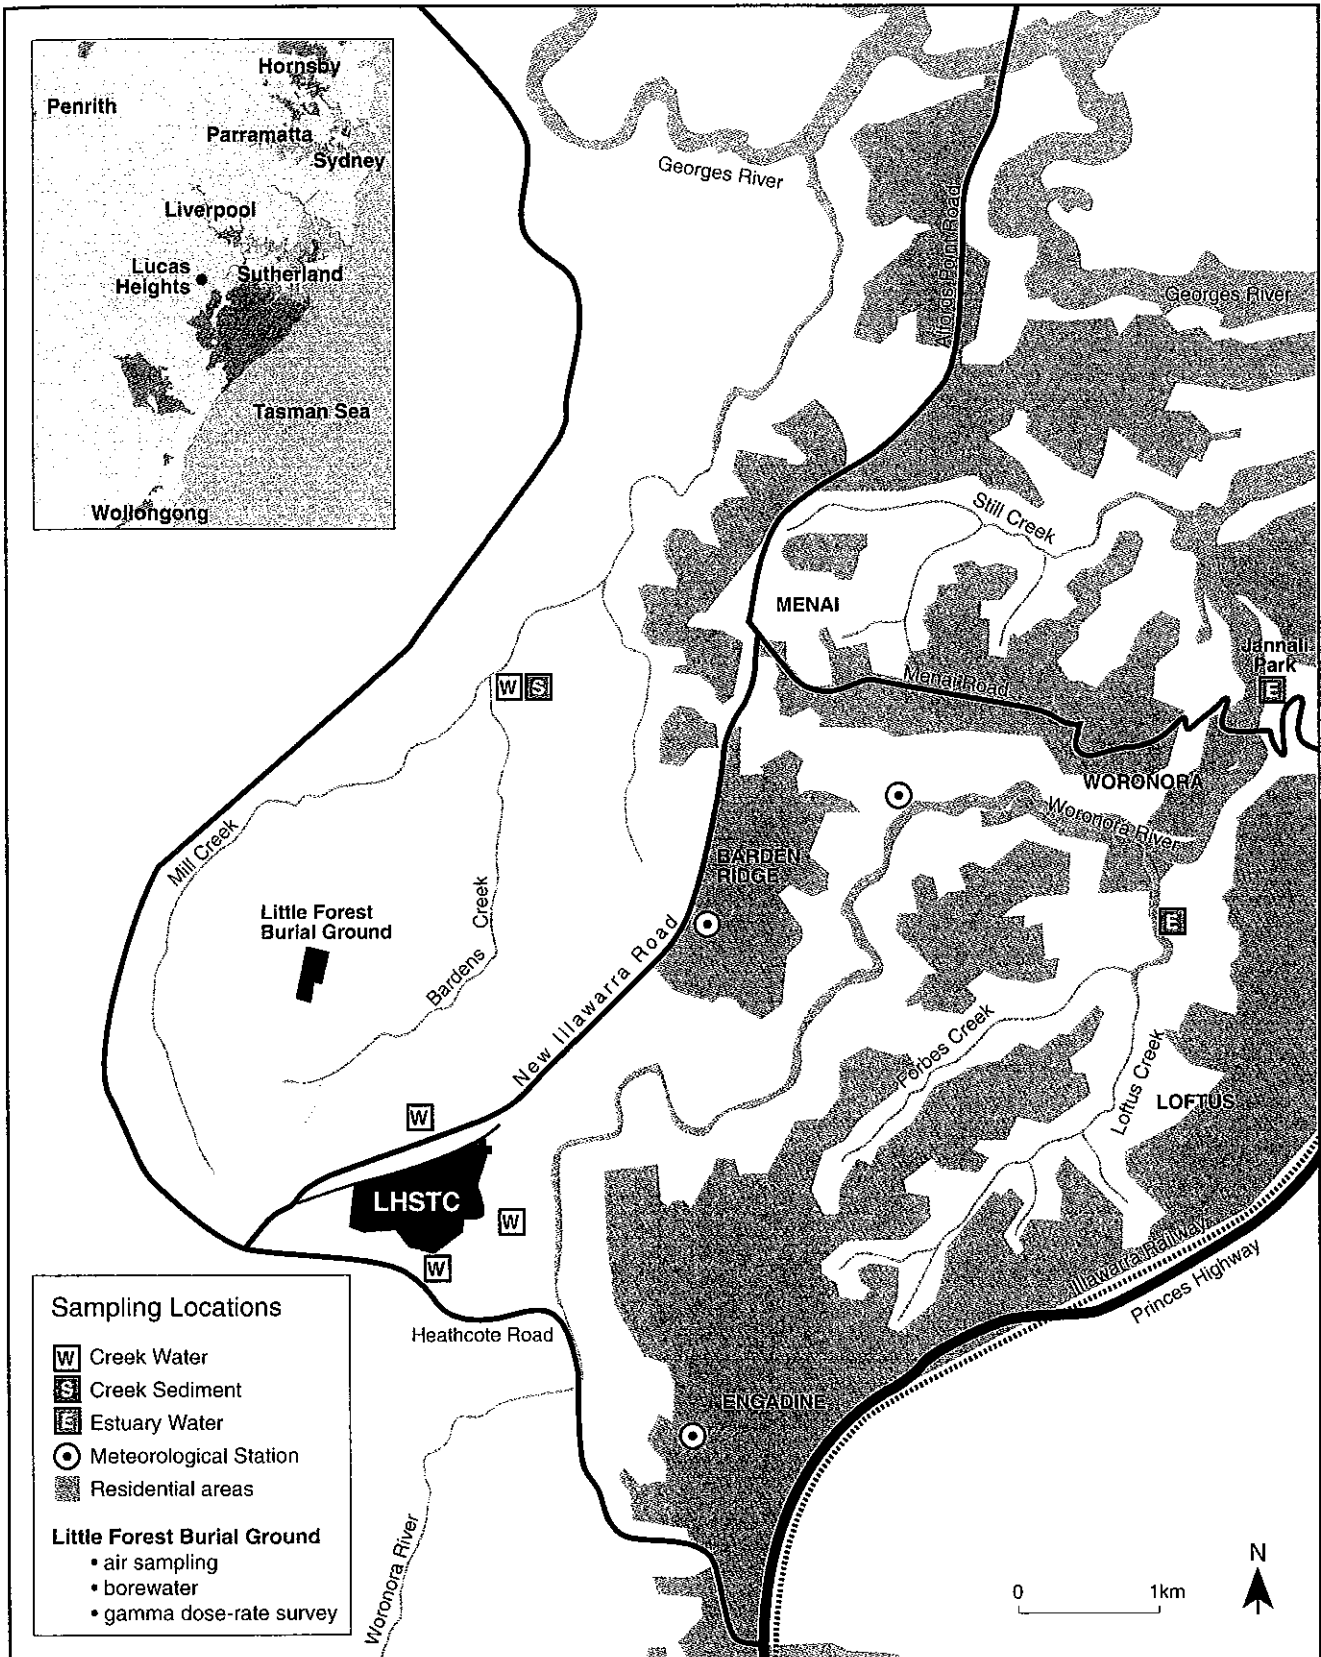 Hornsby
Penrith
Parramatta
Sydney
Liverpool
Lucas
Heights
Sutherland
Tasman Sea
Wollongong
Georges River
Alfords Point Road
Georges River
Still Creek
MENAI
Jannali
Park
E
W
S
Menai Road
WORONORA
Woronora River
Mill Creek
BARDEN
RIDGE
Little Forest
Burial Ground
Bardens Creek
E
New Illawarra Road
Forbes Creek
Loftus Creek
LOFTUS
W
LHSTC
W
W
Illawarra Railway
Princes Highway
Heathcote Road
ENGADINE
Woronora River
Sampling Locations
W Creek Water
S Creek Sediment
E Estuary Water
Meteorological Station
Residential areas
Little Forest Burial Ground
• air sampling
• borewater
• gamma dose-rate survey
0 1km
N